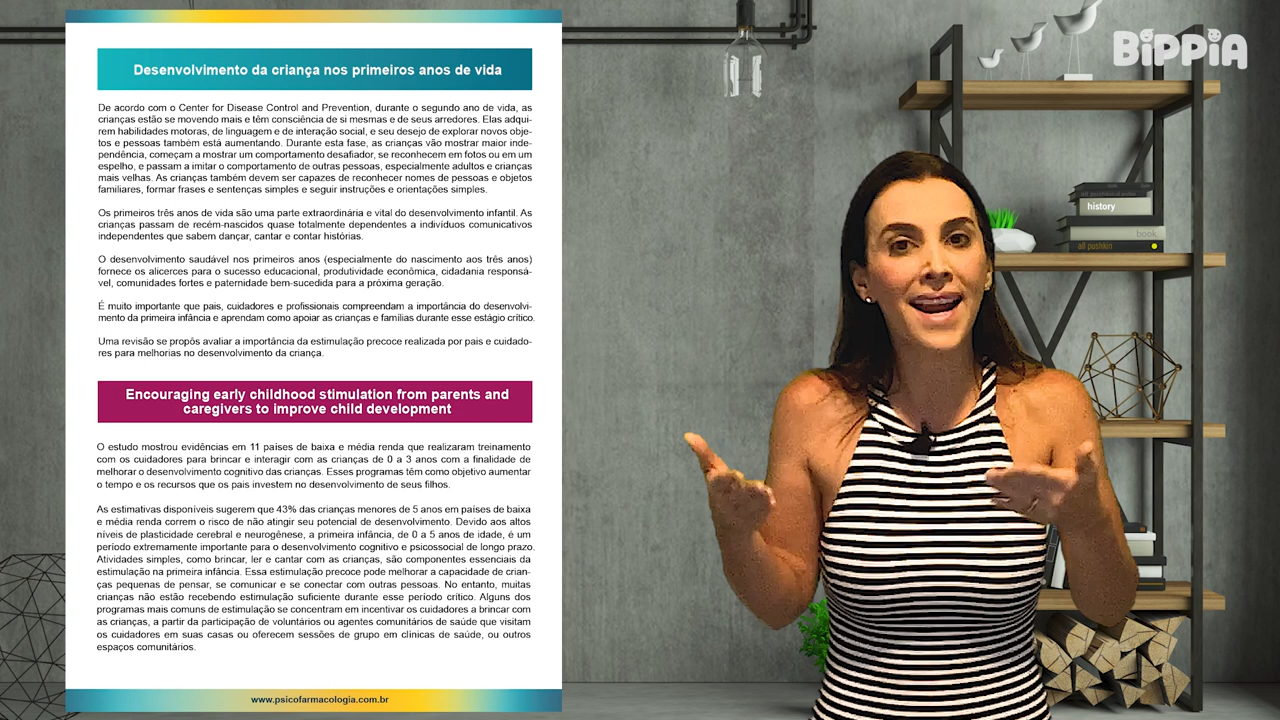 Desenvolvimento da criança nos primeiros anos de vida
De acordo com o Center for Disease Control and Prevention, durante o segundo ano de vida, as
crianças estão se movendo mais e têm consciência de si mesmas e de seus arredores. Elas adqui-
rem habilidades motoras, de linguagem e de interação social, e seu desejo de explorar novos obje-
tos e pessoas também está aumentando. Durante esta fase, as crianças vão mostrar maior inde-
pendência, começam a mostrar um comportamento desafiador, se reconhecem em fotos ou em um
espelho, e passam a imitar o comportamento de outras pessoas, especialmente adultos e crianças
mais velhas. As crianças também devem ser capazes de reconhecer nomes de pessoas e objetos
familiares, formar frases e sentenças simples e seguir instruções e orientações simples.
Os primeiros três anos de vida são uma parte extraordinária e vital do desenvolvimento infantil. As
crianças passam de recém-nascidos quase totalmente dependentes a indivíduos comunicativos
independentes que sabem dançar, cantar e contar histórias.
O desenvolvimento saudável nos primeiros anos (especialmente do nascimento aos três anos)
fornece os alicerces para o sucesso educacional, produtividade econômica, cidadania responsá-
vel, comunidades fortes e paternidade bem-sucedida para a próxima geração.
É muito importante que pais, cuidadores e profissionais compreendam a importância do desenvolvi-
mento da primeira infância e aprendam como apoiar as crianças e famílias durante esse estágio crítico.
Uma revisão se propôs avaliar a importância da estimulação precoce realizada por pais e cuidado-
res para melhorias no desenvolvimento da criança.
Encouraging early childhood stimulation from parents and
caregivers to improve child development
O estudo mostrou evidências em 11 países de baixa e média renda que realizaram treinamento
com os cuidadores para brincar e interagir com as crianças de 0 a 3 anos com a finalidade de
melhorar o desenvolvimento cognitivo das crianças. Esses programas têm como objetivo aumentar
o tempo e os recursos que os pais investem no desenvolvimento de seus filhos.
As estimativas disponíveis sugerem que 43% das crianças menores de 5 anos em países de baixa
e média renda correm o risco de não atingir seu potencial de desenvolvimento. Devido aos altos
níveis de plasticidade cerebral e neurogênese, a primeira infância, de 0 a 5 anos de idade, é um
período extremamente importante para o desenvolvimento cognitivo e psicossocial de longo prazo.
Atividades simples, como brincar, ler e cantar com as crianças, são componentes essenciais da
estimulação na primeira infância. Essa estimulação precoce pode melhorar a capacidade de crian-
ças pequenas de pensar, se comunicar e se conectar com outras pessoas. No entanto, muitas
crianças não estão recebendo estimulação suficiente durante esse período crítico. Alguns dos
programas mais comuns de estimulação se concentram em incentivar os cuidadores a brincar com
as crianças, a partir da participação de voluntários ou agentes comunitários de saúde que visitam
os cuidadores em suas casas ou oferecem sessões de grupo em clínicas de saúde, ou outros
espaços comunitários.
www.psicofarmacologia.com.br
BiPPiA
history
book
all pushkin